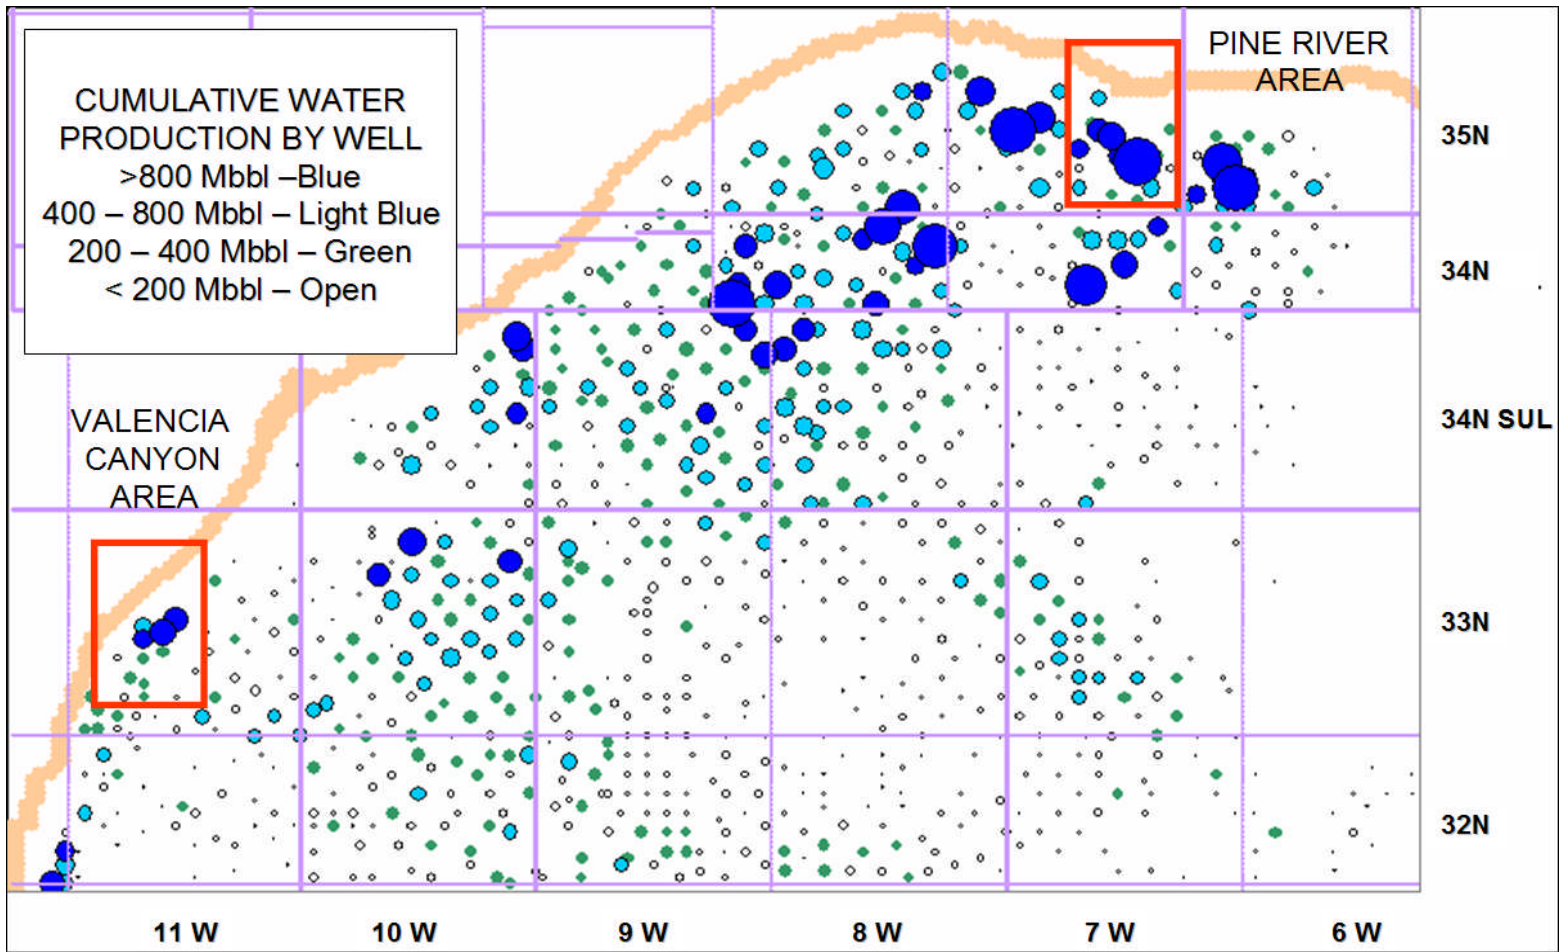 CUMULATIVE WATER
PRODUCTION BY WELL
>800 Mbbl –Blue
400 – 800 Mbbl – Light Blue
200 – 400 Mbbl – Green
< 200 Mbbl – Open
PINE RIVER
AREA
35N
34N
34N SUL
VALENCIA
CANYON
AREA
33N
32N
11 W
10 W
9 W
8 W
7 W
6 W